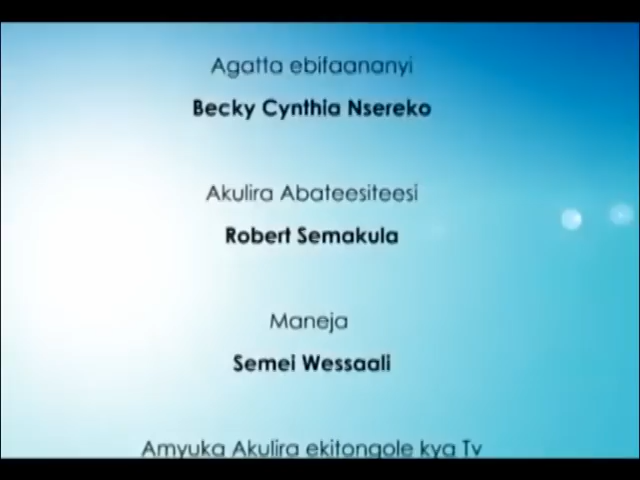 Agatta ebifaananyi
Becky Cynthia Nsereko
Akulira Abateesiteesi
Robert Semakula
Maneja
Semei Wessaali
Amyuka Akulira ekitongole kya Tv